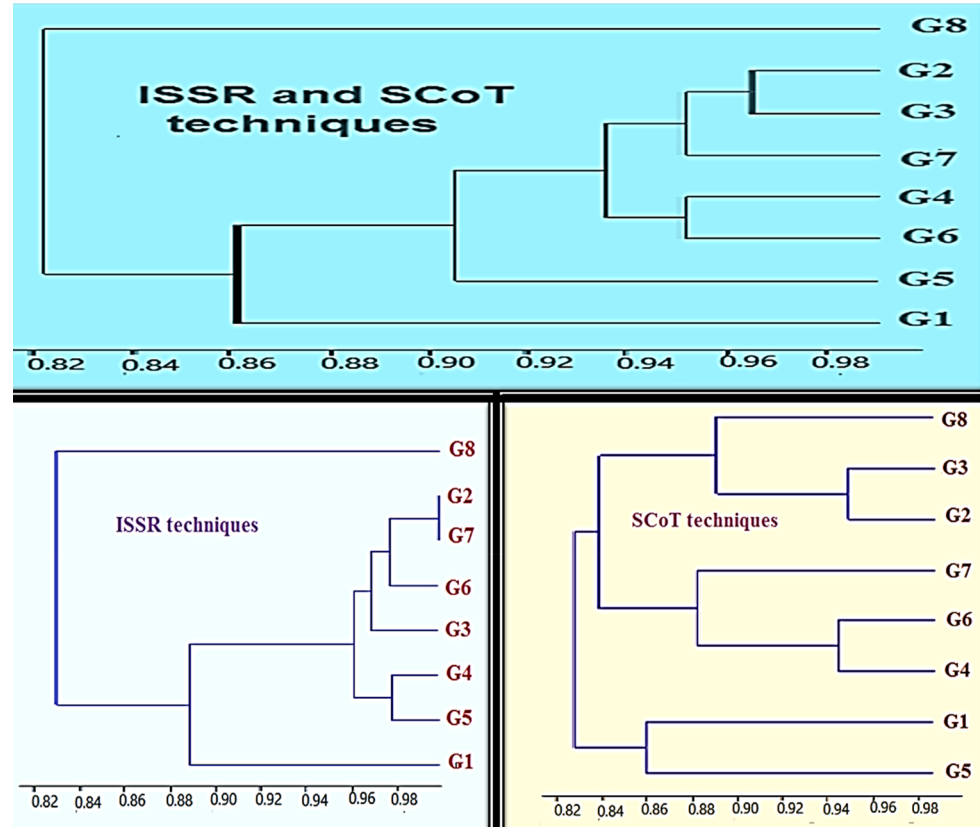 G8
ISSR and SCoT
techniques
G2
G3
G7
G4
G6
G5
G1
0.82 0.84 0.86 0.88 0.90 0.92 0.94 0.96 0.98
G8
G2
ISSR techniques
G7
G6
G3
G4
G5
G1
0.82 0.84 0.86 0.88 0.90 0.92 0.94 0.96 0.98
G8
G3
G2
SCoT techniques
G7
G6
G4
G1
G5
0.82 0.84 0.86 0.88 0.90 0.92 0.94 0.96 0.98